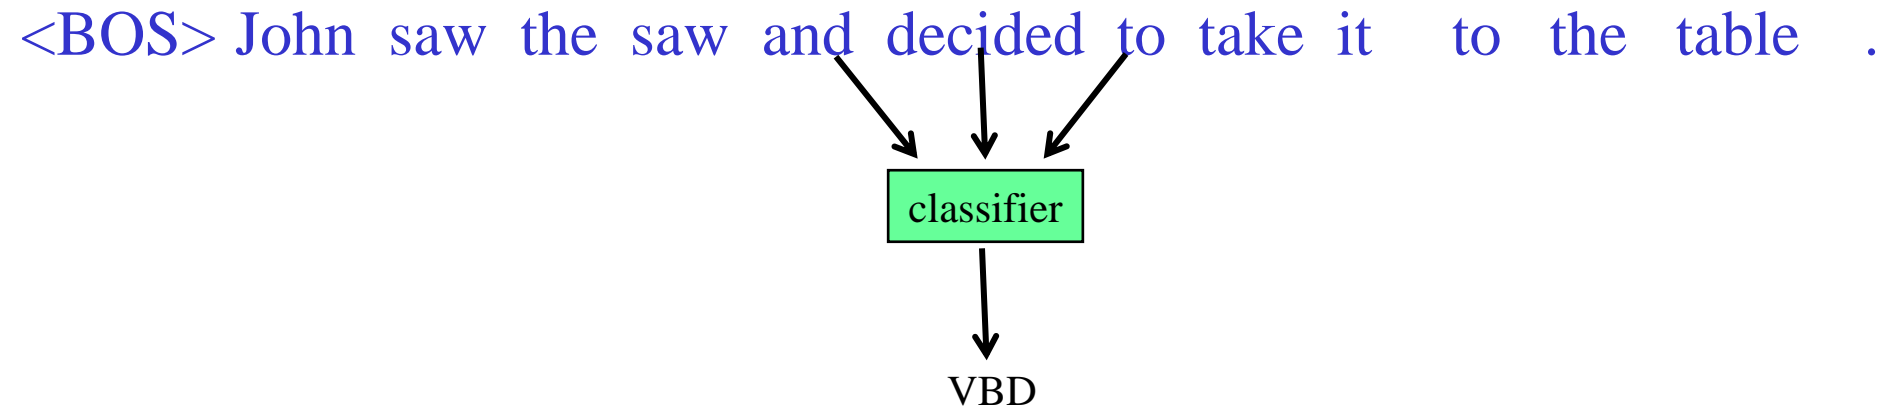 <BOS> John saw the saw and decided to take it to the table .
classifier
VBD